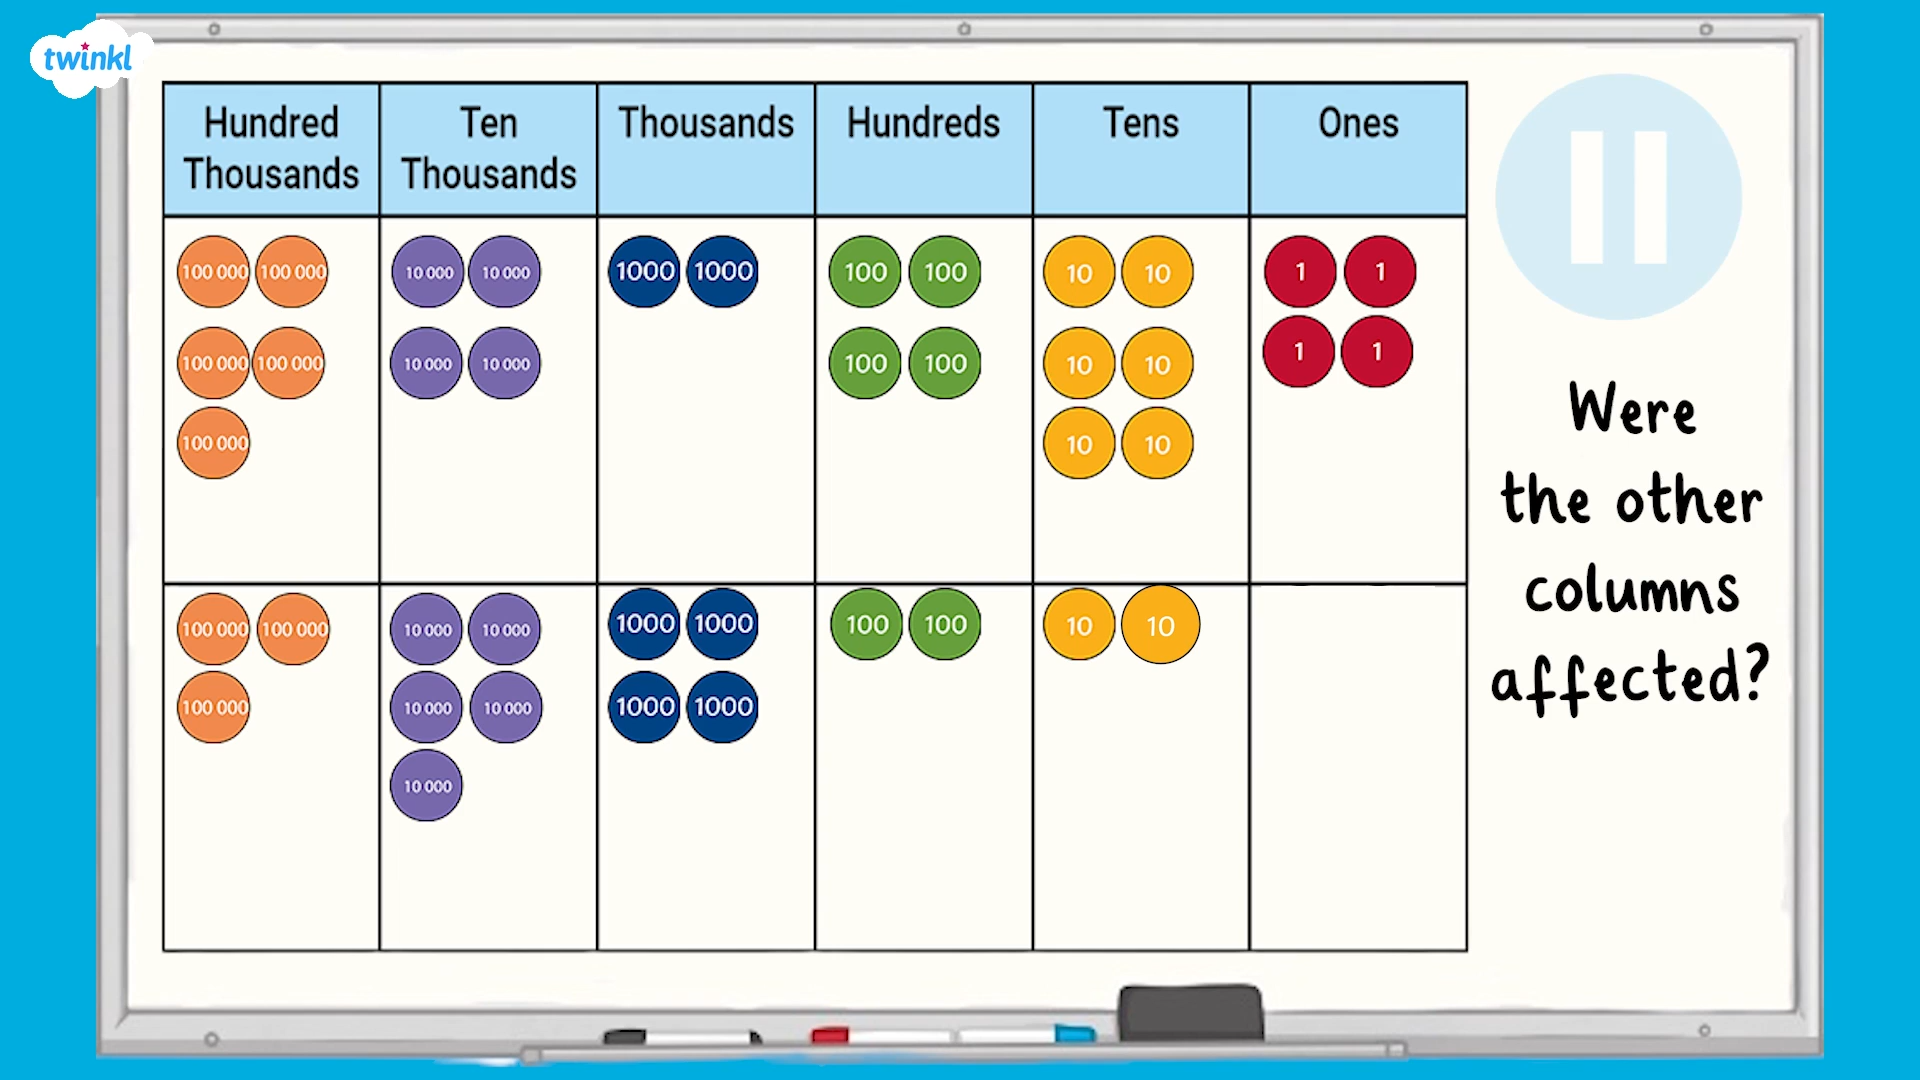 twinkl
Hundred Thousands
Ten Thousands
Thousands
Hundreds
Tens
Ones
100 000 100 000
100 000 100 000
100 000
10 000 10 000
10 000 10 000
1000 1000
100 100
100 100
10 10
10 10
10 10
1 1
1 1
100 000 100 000
100 000
10 000 10 000
10 000 10 000
10 000
1000 1000
1000 1000
100 100
10 10
Were
the other
columns
affected?